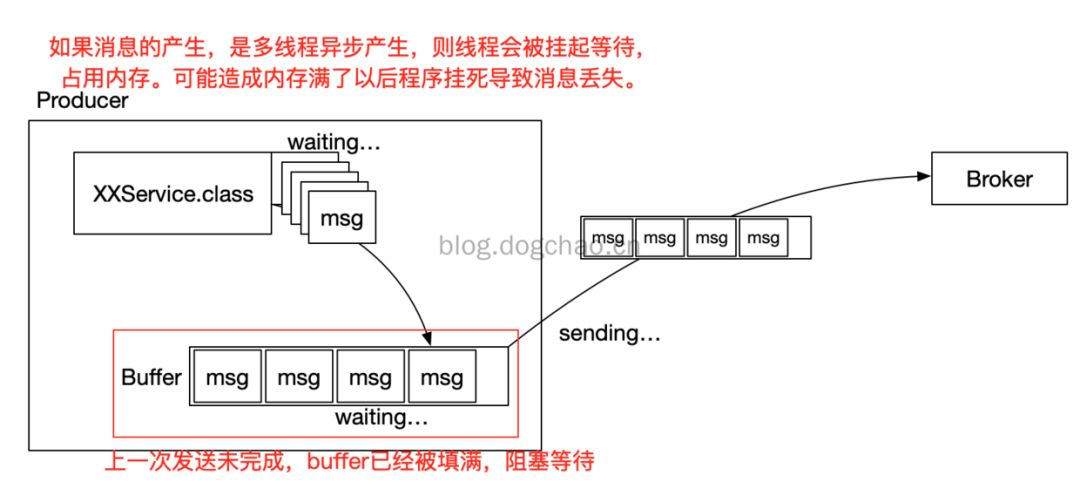 如果消息的产生，是多线程异步产生，则线程会被挂起等待，
占用内存。可能造成内存满了以后程序挂死导致消息丢失。
Producer
waiting...
XXService.class
msg
Broker
msg msg msg msg
blog.dogchao.cn
sending...
Buffer msg msg msg msg
waiting...
上一次发送未完成，buffer已经被填满，阻塞等待